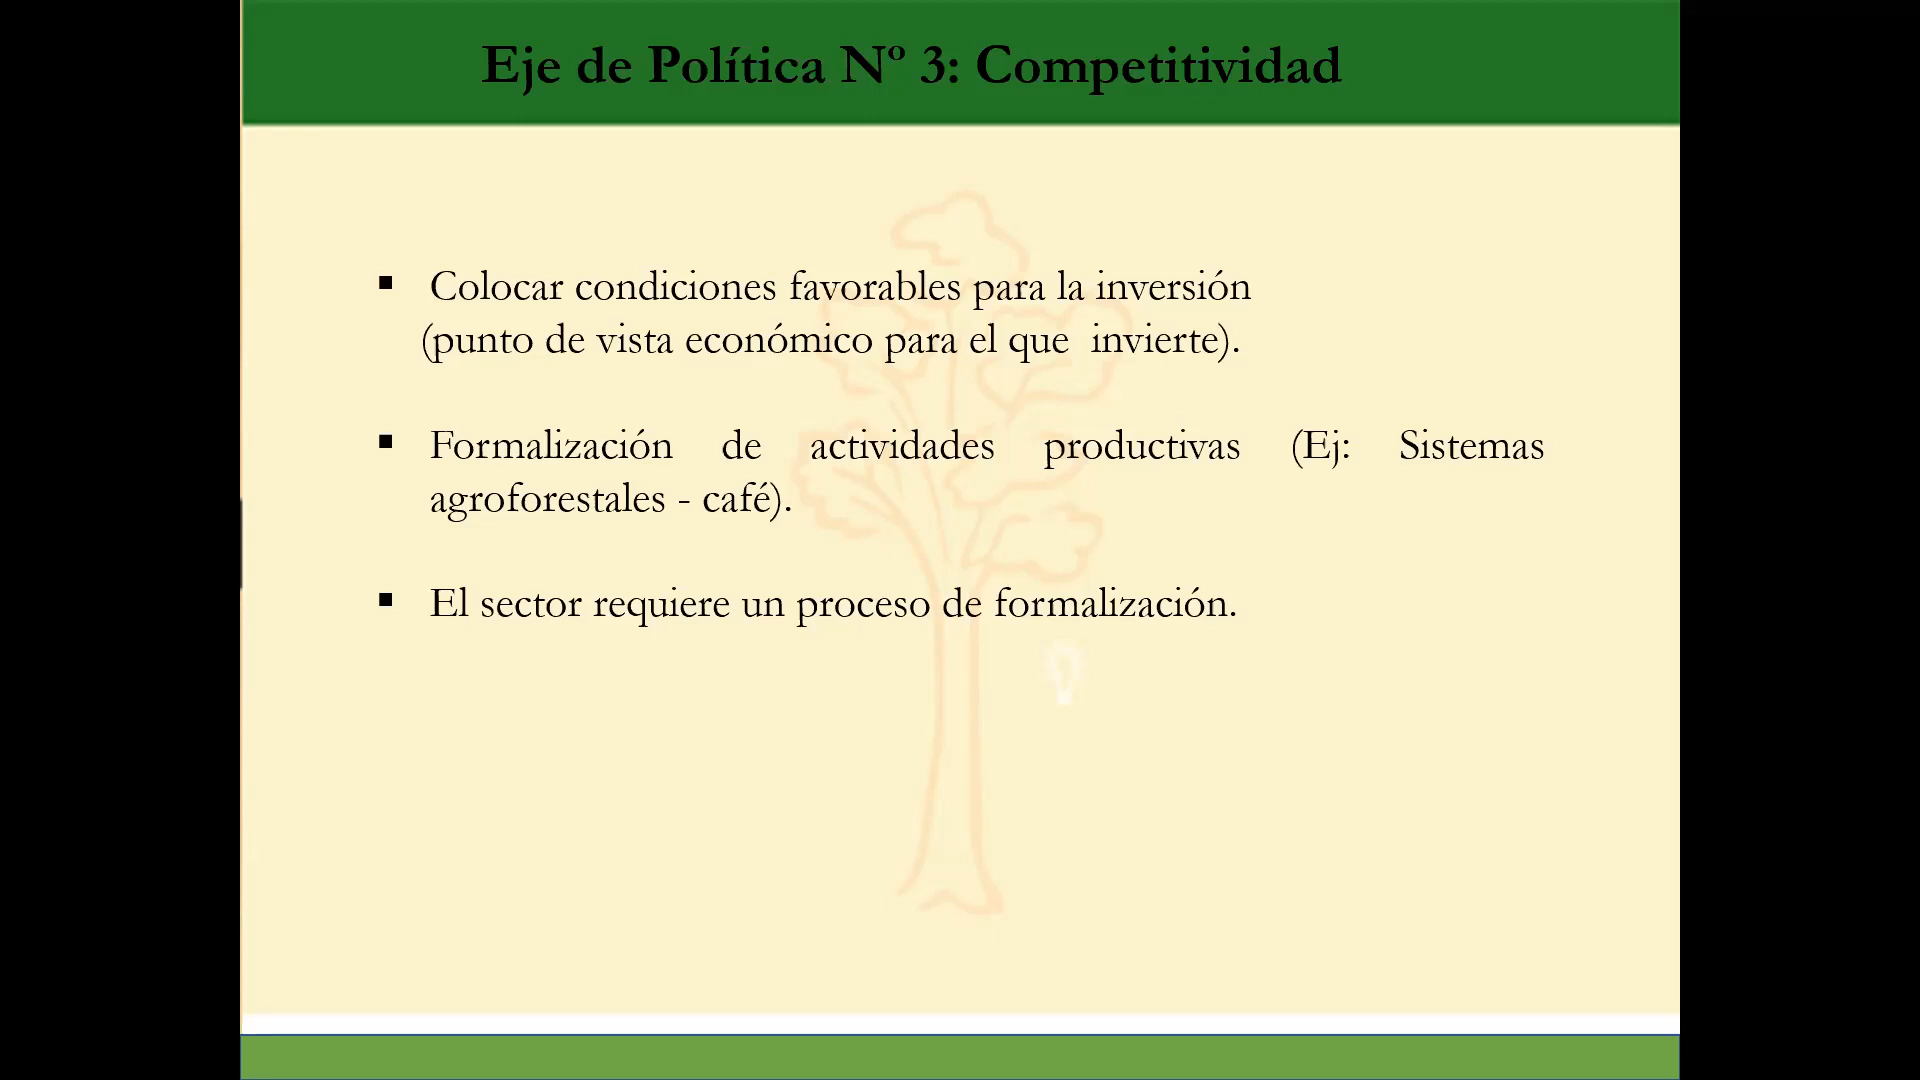 Eje de Política Nº 3: Competitividad
▪ Colocar condiciones favorables para la inversión
(punto de vista económico para el que invierte).
▪ Formalización de actividades productivas (Ej: Sistemas
agroforestales - café).
▪ El sector requiere un proceso de formalización.